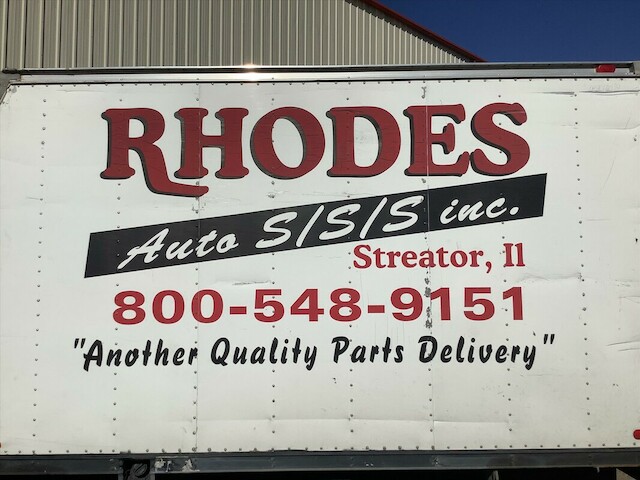 RHODES
Auto S/S/S inc.
Streator, Il
800-548-9151
"Another Quality Parts Delivery"